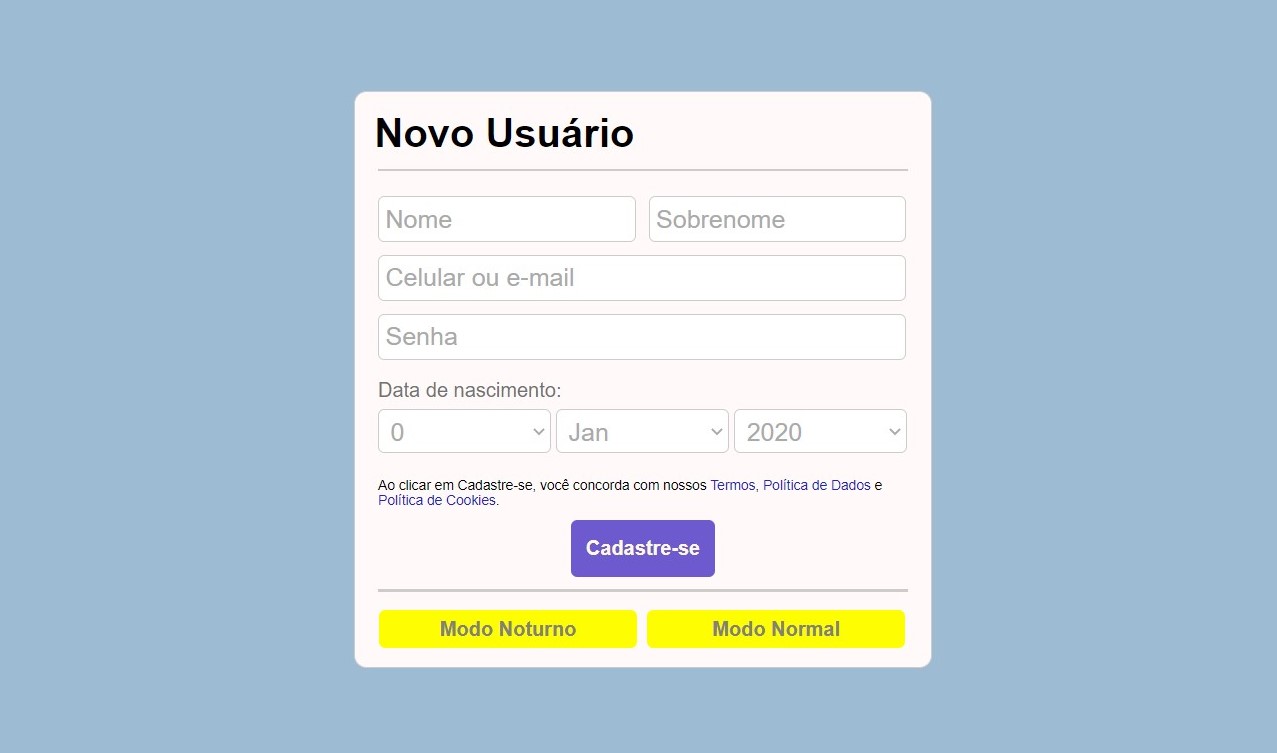 Novo Usuário
Nome Sobrenome
Celular ou e-mail
Senha
Data de nascimento:
0 Jan 2020
Ao clicar em Cadastre-se, você concorda com nossos Termos, Política de Dados e
Política de Cookies.
Cadastre-se
Modo Noturno Modo Normal